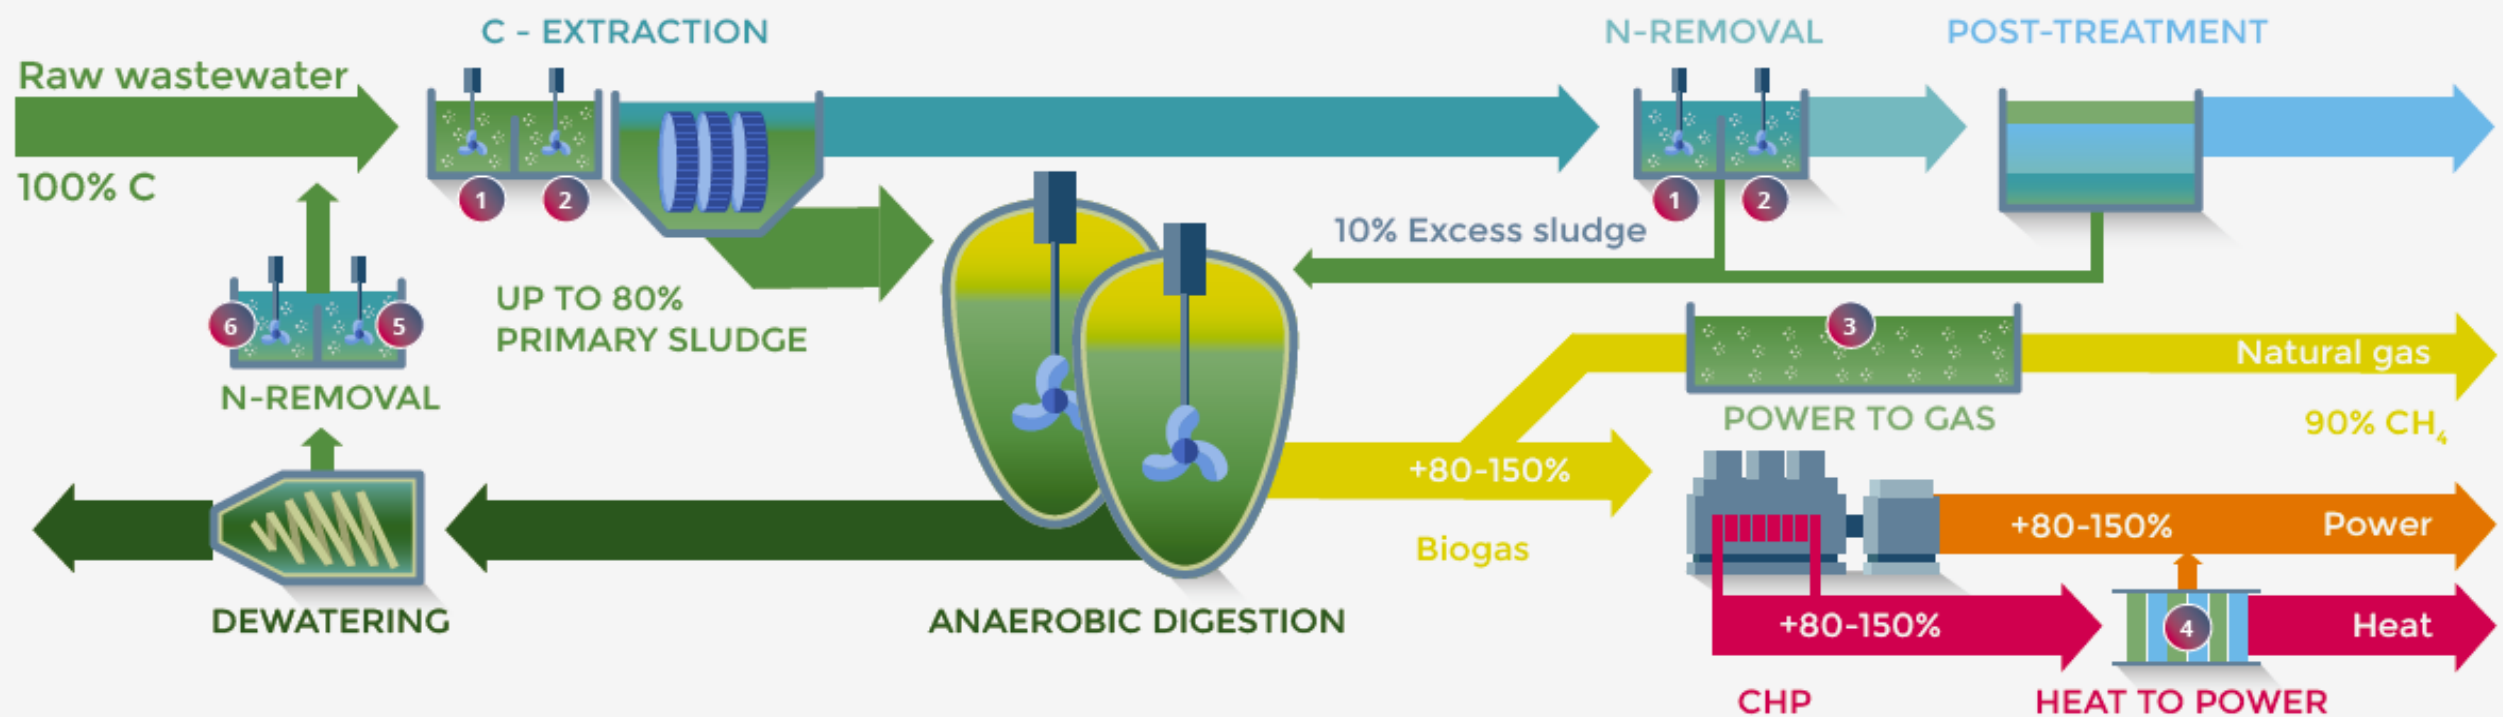 C - EXTRACTION
N-REMOVAL
POST-TREATMENT
Raw wastewater
100% C
1
2
1
2
10% Excess sludge
UP TO 80%
PRIMARY SLUDGE
6
5
N-REMOVAL
3
Natural gas
POWER TO GAS
90% CH₄
+80-150%
Biogas
+80-150%
Power
DEWATERING
ANAEROBIC DIGESTION
+80-150%
4
Heat
CHP
HEAT TO POWER